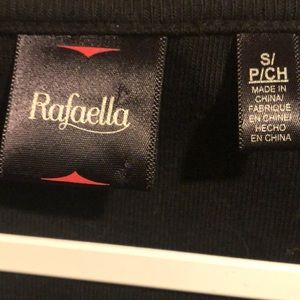 Rafaella
S/
P/CH
MADE IN
CHINA/
FABRIQUÉ
EN CHINE/
HECHO
EN CHINA